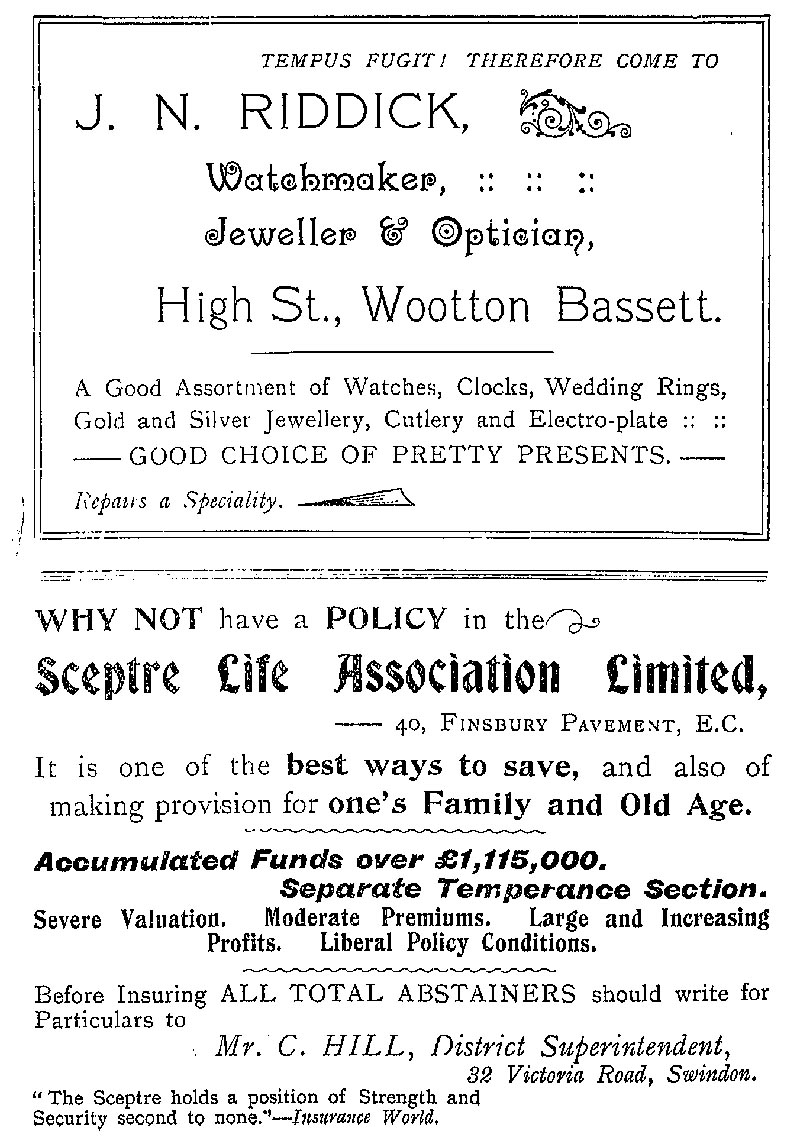 TEMPUS FUGIT! THEREFORE COME TO
J. N. RIDDICK,
Watchmaker, :: :: ::
Jeweller & Optician,
High St., Wootton Bassett.
A Good Assortment of Watches, Clocks, Wedding Rings,
Gold and Silver Jewellery, Cutlery and Electro-plate :: ::
—— GOOD CHOICE OF PRETTY PRESENTS. ——
Repairs a Speciality.
WHY NOT have a POLICY in the
Sceptre Life Association Limited,
—— 40, FINSBURY PAVEMENT, E.C.
It is one of the best ways to save, and also of
making provision for one's Family and Old Age.
Accumulated Funds over £1,115,000.
Separate Temperance Section.
Severe Valuation. Moderate Premiums. Large and Increasing
Profits. Liberal Policy Conditions.
Before Insuring ALL TOTAL ABSTAINERS should write for
Particulars to
Mr. C. HILL, District Superintendent,
32 Victoria Road, Swindon.
"The Sceptre holds a position of Strength and
Security second to none."—Insurance World.